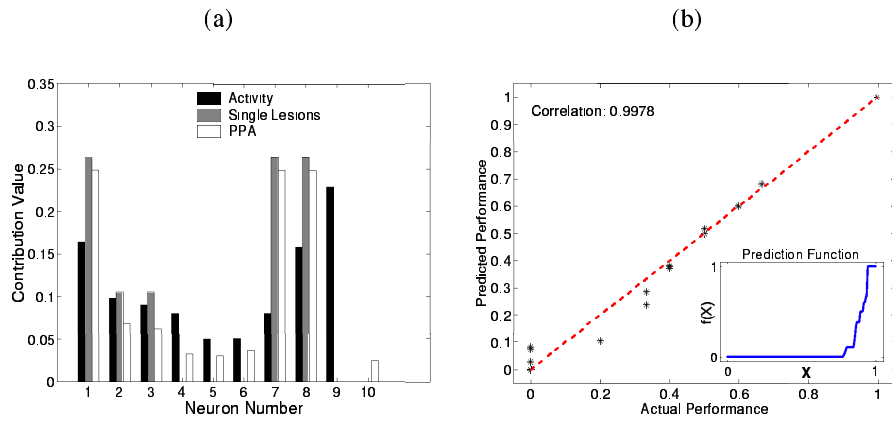 (a)
(b)
0.35
0.3
0.25
0.2
0.15
0.1
0.05
0
Contribution Value
Activity
Single Lesions
PPA
1 2 3 4 5 6 7 8 9 10
Neuron Number
1
0.9
0.8
0.7
0.6
0.5
0.4
0.3
0.2
0.1
0
Predicted Performance
Correlation: 0.9978
Prediction Function
1
0
f(X)
0 1
X
0 0.2 0.4 0.6 0.8 1
Actual Performance